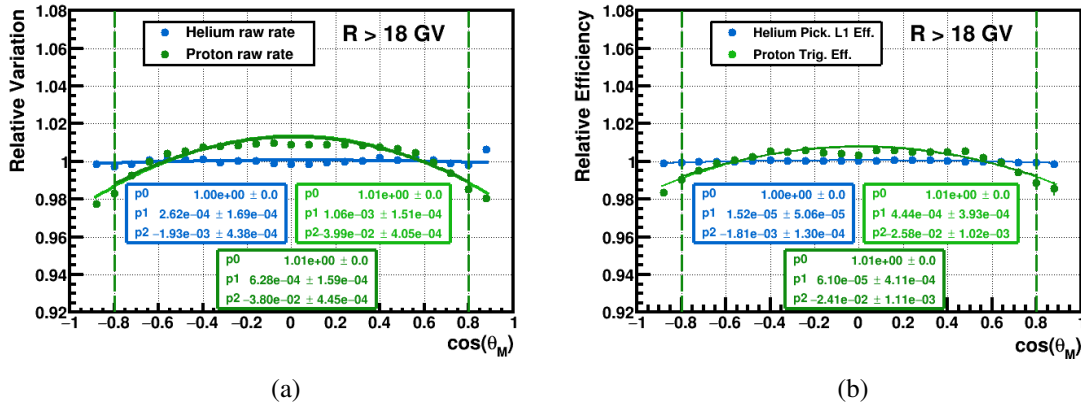 1.08
1.06
1.04
1.02
1
0.98
0.96
0.94
0.92
Relative Variation
Helium raw rate
Proton raw rate
R > 18 GV
p0 1.00e+00 ± 0.0
p1 2.62e−04 ± 1.69e−04
p2 −1.93e−03 ± 4.38e−04
p0 1.01e+00 ± 0.0
p1 1.06e−03 ± 1.51e−04
p2 −3.99e−02 ± 4.05e−04
p0 1.01e+00 ± 0.0
p1 6.28e−04 ± 1.59e−04
p2 −3.80e−02 ± 4.45e−04
−1 −0.8 −0.6 −0.4 −0.2 0 0.2 0.4 0.6 0.8 1
cos(θM)
(a)
1.08
1.06
1.04
1.02
1
0.98
0.96
0.94
0.92
Relative Efficiency
Helium Pick. L1 Eff.
Proton Trig. Eff.
R > 18 GV
p0 1.00e+00 ± 0.0
p1 1.52e−05 ± 5.06e−05
p2 −1.81e−03 ± 1.30e−04
p0 1.01e+00 ± 0.0
p1 4.44e−04 ± 3.93e−04
p2 −2.58e−02 ± 1.02e−03
p0 1.01e+00 ± 0.0
p1 6.10e−05 ± 4.11e−04
p2 −2.41e−02 ± 1.11e−03
−1 −0.8 −0.6 −0.4 −0.2 0 0.2 0.4 0.6 0.8 1
cos(θM)
(b)